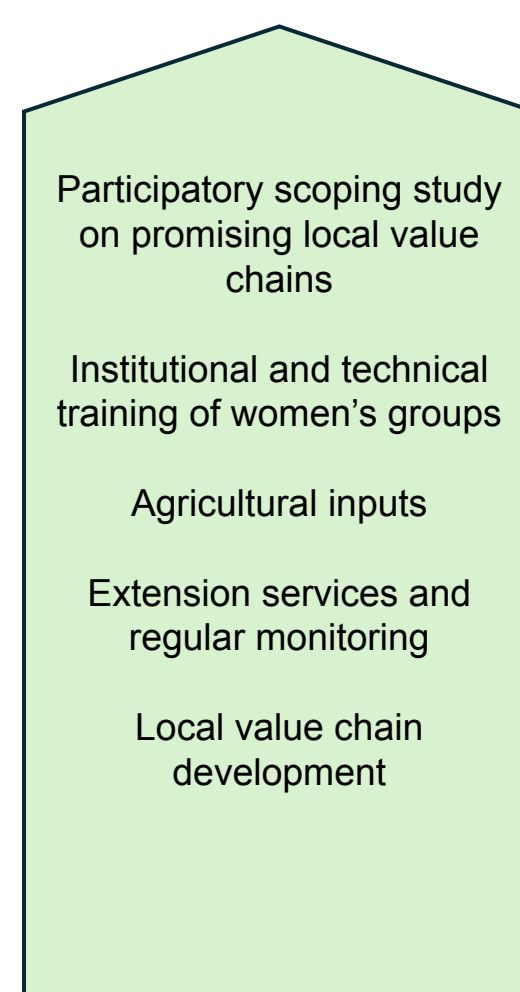 Participatory scoping study
on promising local value
chains
Institutional and technical
training of women’s groups
Agricultural inputs
Extension services and
regular monitoring
Local value chain
development